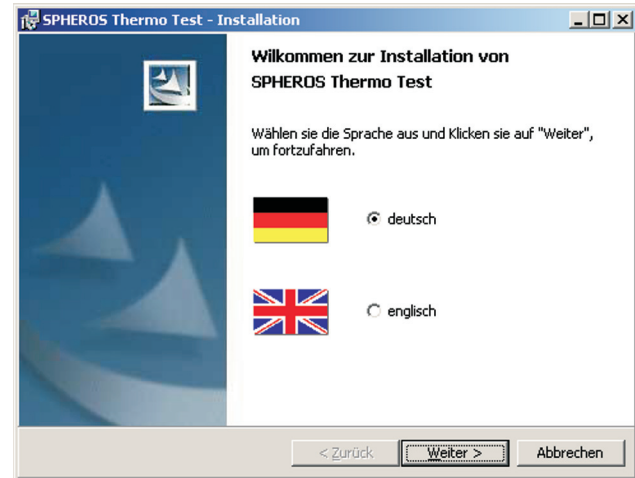 SPHEROS Thermo Test - Installation
Wilkommen zur Installation von
SPHEROS Thermo Test
Wählen sie die Sprache aus und Klicken sie auf "Weiter",
um fortzufahren.
deutsch
englisch
< Zurück Weiter > Abbrechen